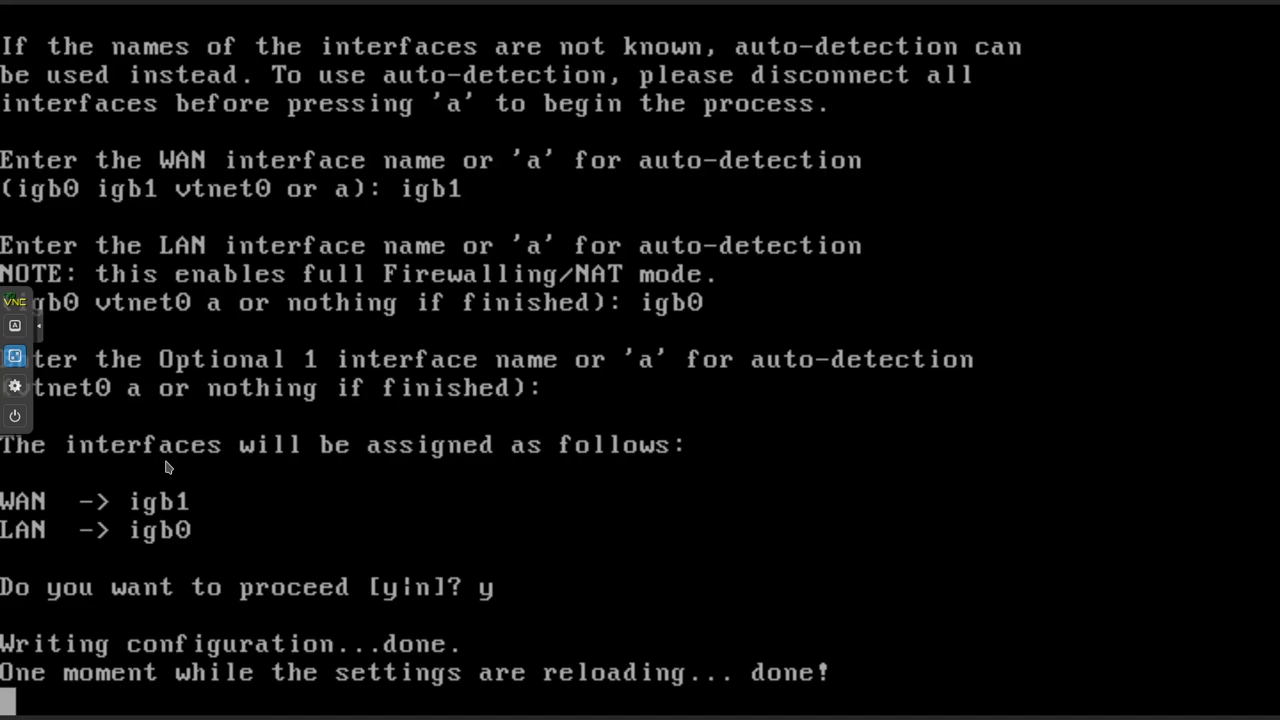 If the names of the interfaces are not known, auto-detection can
be used instead. To use auto-detection, please disconnect all
interfaces before pressing 'a' to begin the process.
Enter the WAN interface name or 'a' for auto-detection
(igb0 igb1 vtnet0 or a): igb1
Enter the LAN interface name or 'a' for auto-detection
NOTE: this enables full Firewalling/NAT mode.
VNC
gb0 vtnet0 a or nothing if finished): igb0
A
ter the Optional 1 interface name or 'a' for auto-detection
tnet0 a or nothing if finished):
The interfaces will be assigned as follows:
WAN -> igb1
LAN -> igb0
Do you want to proceed [y|n]? y
Writing configuration...done.
One moment while the settings are reloading... done!